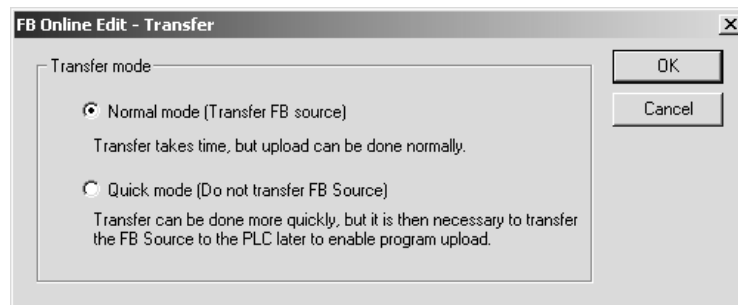 FB Online Edit - Transfer
Transfer mode
OK
Normal mode (Transfer FB source)
Cancel
Transfer takes time, but upload can be done normally.
Quick mode (Do not transfer FB Source)
Transfer can be done more quickly, but it is then necessary to transfer
the FB Source to the PLC later to enable program upload.